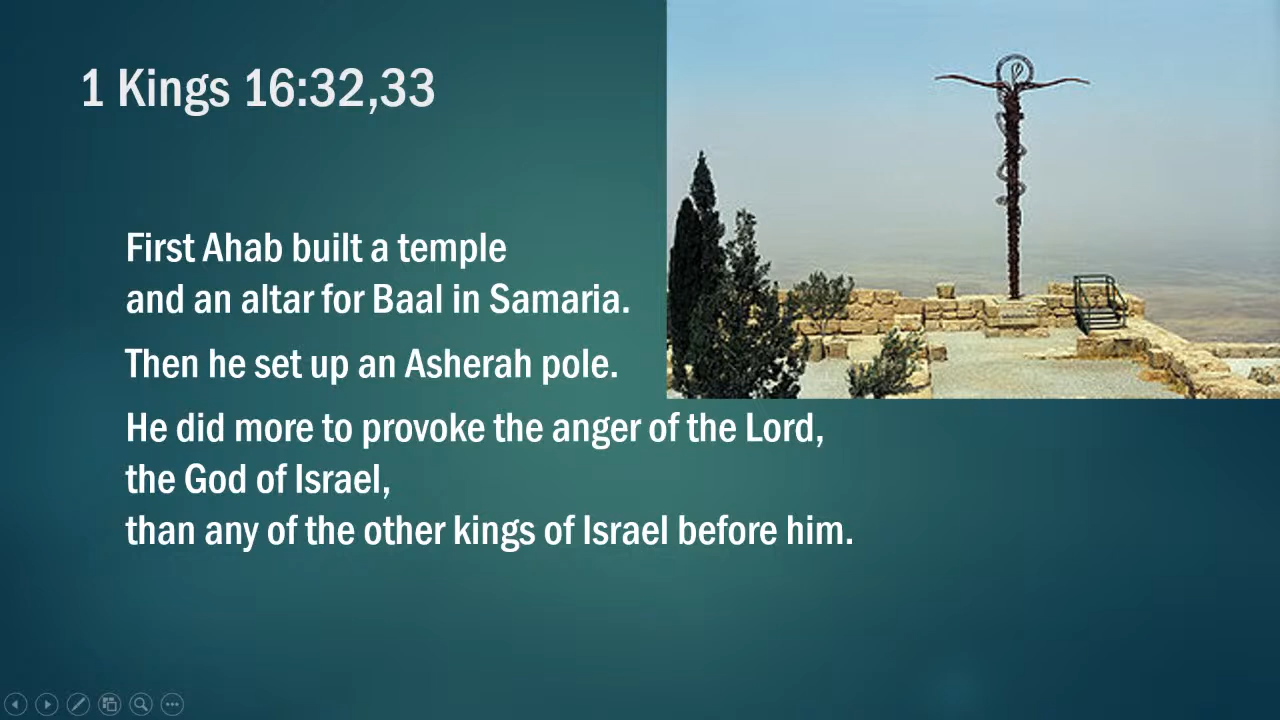 1 Kings 16:32,33
First Ahab built a temple
and an altar for Baal in Samaria.
Then he set up an Asherah pole.
He did more to provoke the anger of the Lord,
the God of Israel,
than any of the other kings of Israel before him.